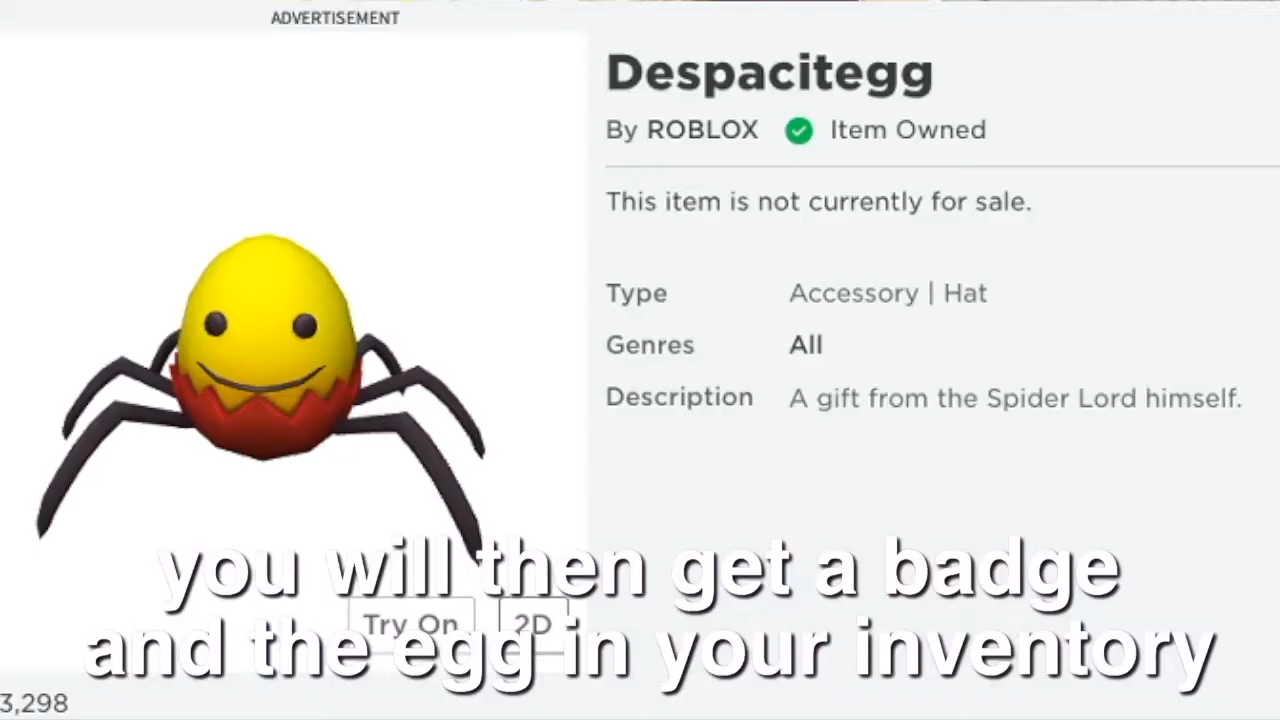 ADVERTISEMENT
Despacitegg
By ROBLOX Item Owned
This item is not currently for sale.
Type Accessory | Hat
Genres All
Description A gift from the Spider Lord himself.
Try On 2D
you will then get a badge
and the egg in your inventory
3,298